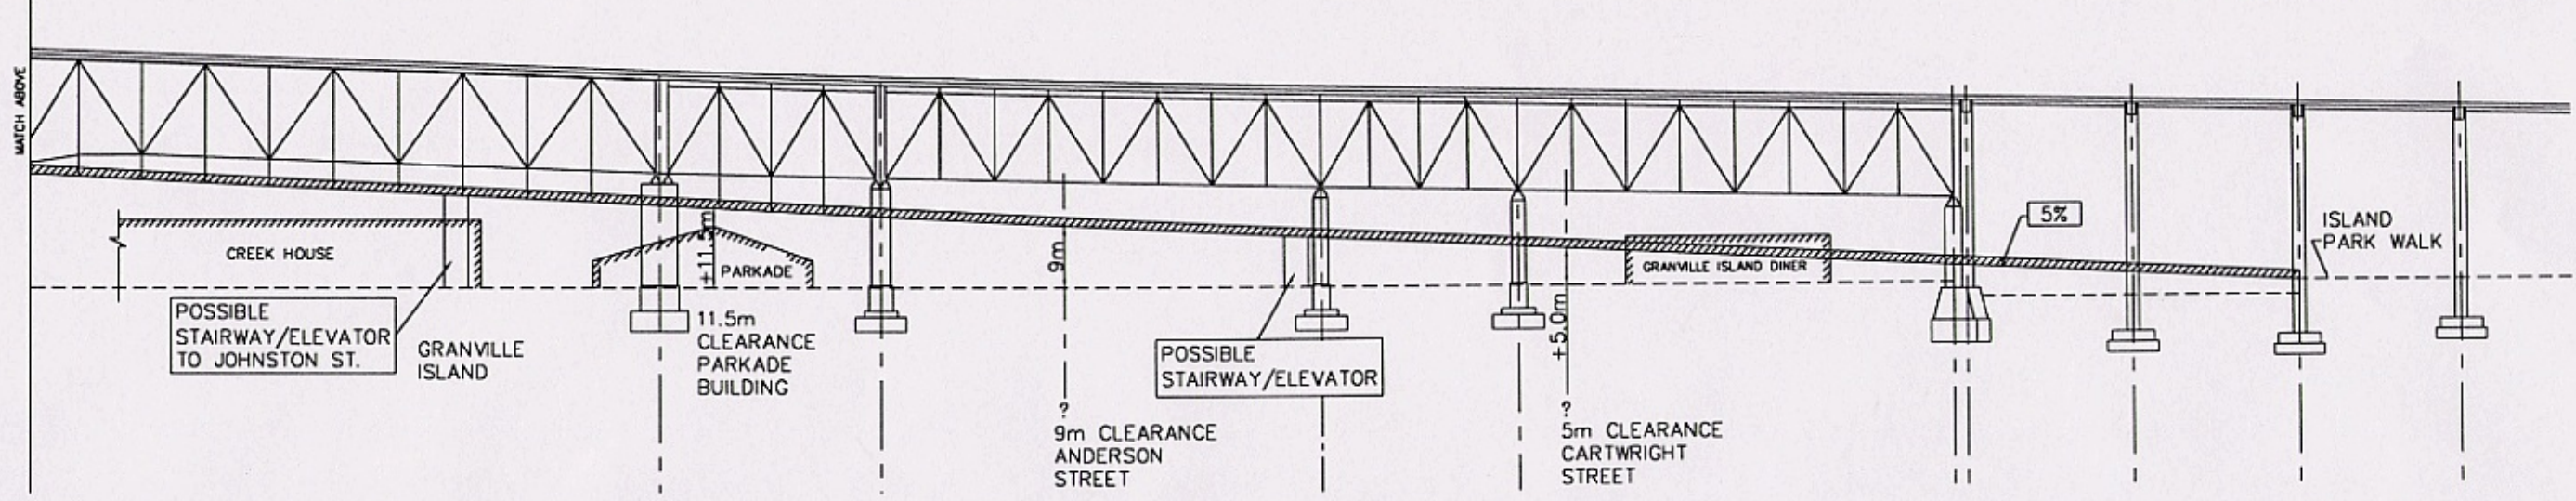 MATCH ABOVE
CREEK HOUSE
POSSIBLE
STAIRWAY/ELEVATOR
TO JOHNSTON ST.
GRANVILLE
ISLAND
+11.5m
PARKADE
11.5m
CLEARANCE
PARKADE
BUILDING
9m
?
9m CLEARANCE
ANDERSON
STREET
POSSIBLE
STAIRWAY/ELEVATOR
+5.0m
?
5m CLEARANCE
CARTWRIGHT
STREET
GRANVILLE ISLAND DINER
5%
ISLAND
PARK WALK